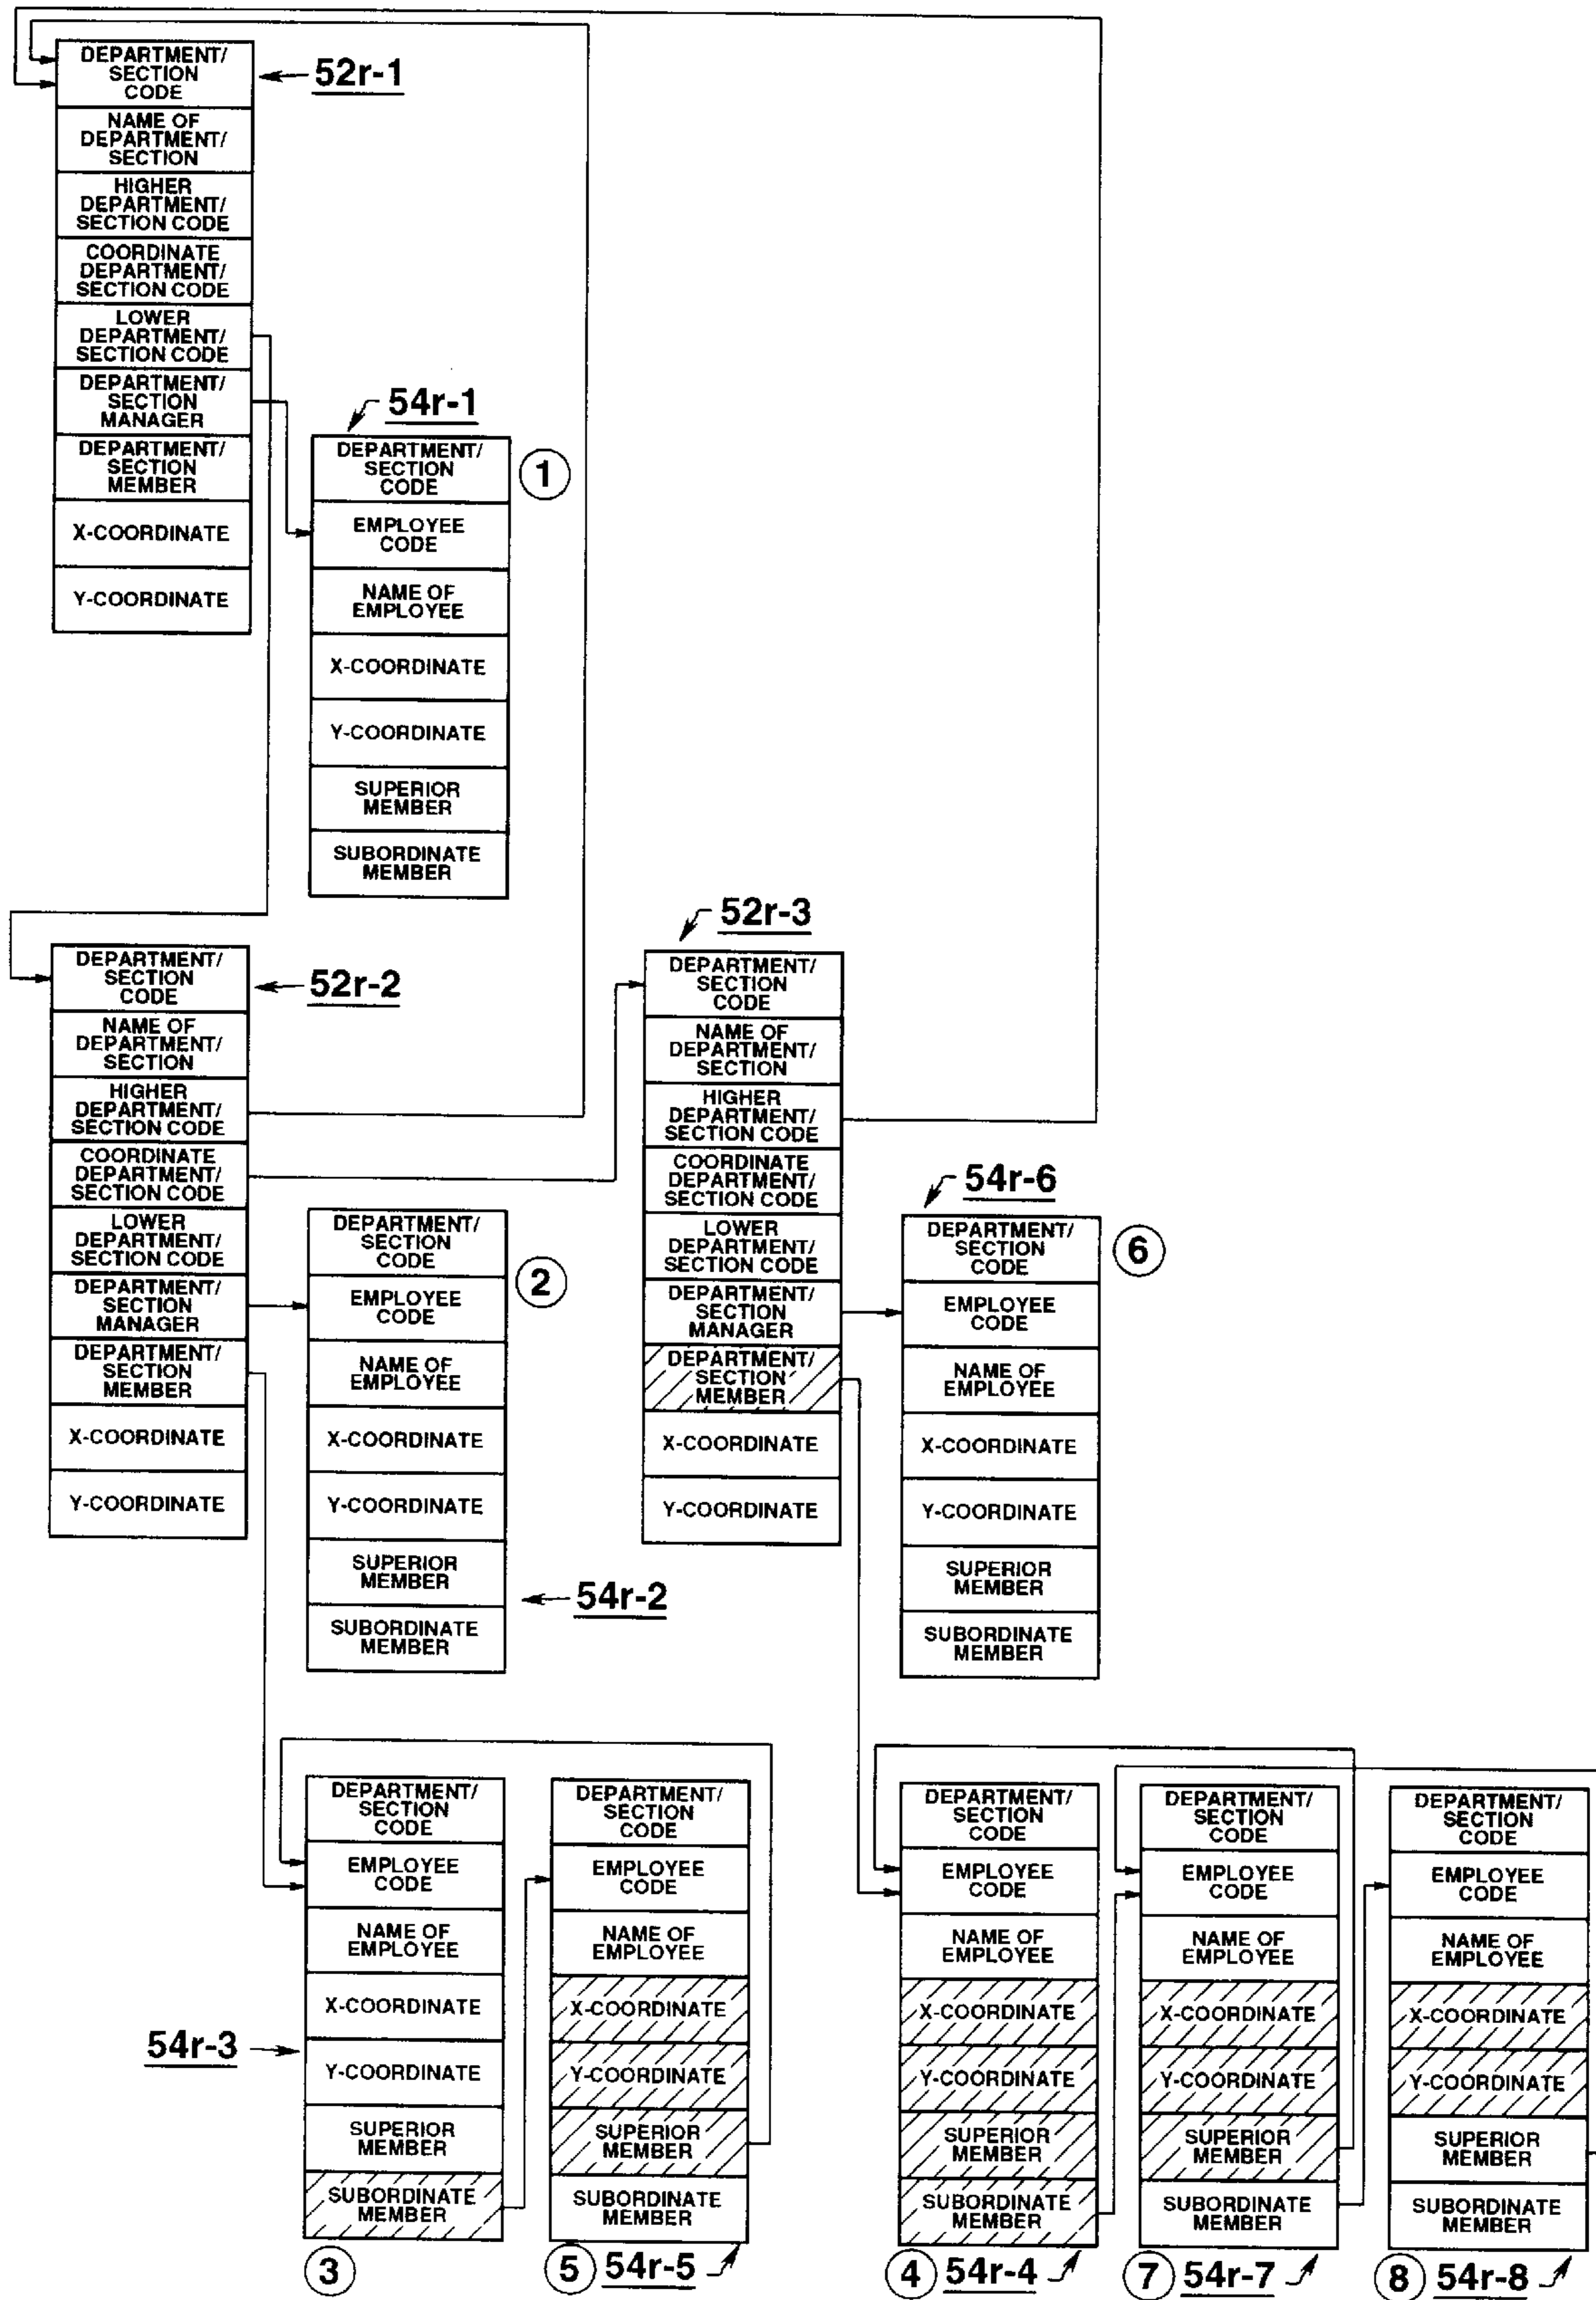 DEPARTMENT/
SECTION
CODE
52r-1
NAME OF
DEPARTMENT/
SECTION
HIGHER
DEPARTMENT/
SECTION CODE
COORDINATE
DEPARTMENT/
SECTION CODE
LOWER
DEPARTMENT/
SECTION CODE
DEPARTMENT/
SECTION
MANAGER
DEPARTMENT/
SECTION
MEMBER
X-COORDINATE
Y-COORDINATE
54r-1
DEPARTMENT/
SECTION
CODE
1
EMPLOYEE
CODE
NAME OF
EMPLOYEE
X-COORDINATE
Y-COORDINATE
SUPERIOR
MEMBER
SUBORDINATE
MEMBER
DEPARTMENT/
SECTION
CODE
52r-2
NAME OF
DEPARTMENT/
SECTION
HIGHER
DEPARTMENT/
SECTION CODE
COORDINATE
DEPARTMENT/
SECTION CODE
LOWER
DEPARTMENT/
SECTION CODE
DEPARTMENT/
SECTION
MANAGER
DEPARTMENT/
SECTION
MEMBER
X-COORDINATE
Y-COORDINATE
DEPARTMENT/
SECTION
CODE
2
EMPLOYEE
CODE
NAME OF
EMPLOYEE
X-COORDINATE
Y-COORDINATE
SUPERIOR
MEMBER
54r-2
SUBORDINATE
MEMBER
52r-3
DEPARTMENT/
SECTION
CODE
NAME OF
DEPARTMENT/
SECTION
HIGHER
DEPARTMENT/
SECTION CODE
COORDINATE
DEPARTMENT/
SECTION CODE
LOWER
DEPARTMENT/
SECTION CODE
DEPARTMENT/
SECTION
MANAGER
DEPARTMENT/
SECTION
MEMBER
X-COORDINATE
Y-COORDINATE
54r-6
DEPARTMENT/
SECTION
CODE
6
EMPLOYEE
CODE
NAME OF
EMPLOYEE
X-COORDINATE
Y-COORDINATE
SUPERIOR
MEMBER
SUBORDINATE
MEMBER
DEPARTMENT/
SECTION
CODE
EMPLOYEE
CODE
NAME OF
EMPLOYEE
X-COORDINATE
54r-3
Y-COORDINATE
SUPERIOR
MEMBER
SUBORDINATE
MEMBER
3
DEPARTMENT/
SECTION
CODE
EMPLOYEE
CODE
NAME OF
EMPLOYEE
X-COORDINATE
Y-COORDINATE
SUPERIOR
MEMBER
SUBORDINATE
MEMBER
5 54r-5
DEPARTMENT/
SECTION
CODE
EMPLOYEE
CODE
NAME OF
EMPLOYEE
X-COORDINATE
Y-COORDINATE
SUPERIOR
MEMBER
SUBORDINATE
MEMBER
4 54r-4
DEPARTMENT/
SECTION
CODE
EMPLOYEE
CODE
NAME OF
EMPLOYEE
X-COORDINATE
Y-COORDINATE
SUPERIOR
MEMBER
SUBORDINATE
MEMBER
7 54r-7
DEPARTMENT/
SECTION
CODE
EMPLOYEE
CODE
NAME OF
EMPLOYEE
X-COORDINATE
Y-COORDINATE
SUPERIOR
MEMBER
SUBORDINATE
MEMBER
8 54r-8